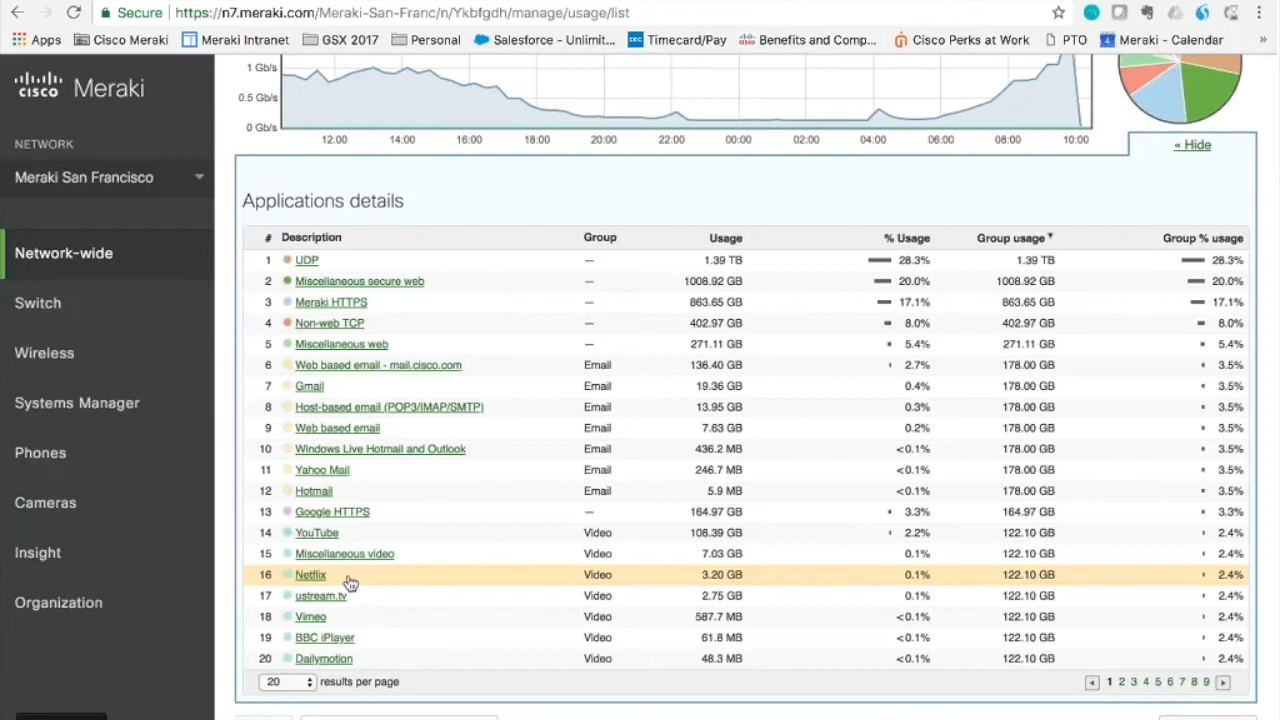 Secure https://n7.meraki.com/Meraki-San-Franc/n/Ykbfgdh/manage/usage/list
Apps Cisco Meraki Meraki Intranet GSX 2017 Personal Salesforce - Unlimit... Timecard/Pay Benefits and Comp... Cisco Perks at Work PTO Meraki - Calendar »
CISCO Meraki
NETWORK
Meraki San Francisco
Network-wide
Switch
Wireless
Systems Manager
Phones
Cameras
Insight
Organization
1 Gb/s
0.5 Gb/s
0 Gb/s
12:00 14:00 16:00 18:00 20:00 22:00 00:00 02:00 04:00 06:00 08:00 10:00
« Hide
Applications details
# Description Group Usage % Usage Group usage ▼ Group % usage
1 UDP — 1.39 TB 28.3% 1.39 TB 28.3%
2 Miscellaneous secure web — 1008.92 GB 20.0% 1008.92 GB 20.0%
3 Meraki HTTPS — 863.65 GB 17.1% 863.65 GB 17.1%
4 Non-web TCP — 402.97 GB 8.0% 402.97 GB 8.0%
5 Miscellaneous web — 271.11 GB 5.4% 271.11 GB 5.4%
6 Web based email - mail.cisco.com Email 136.40 GB 2.7% 178.00 GB 3.5%
7 Gmail Email 19.36 GB 0.4% 178.00 GB 3.5%
8 Host-based email (POP3/IMAP/SMTP) Email 13.95 GB 0.3% 178.00 GB 3.5%
9 Web based email Email 7.63 GB 0.2% 178.00 GB 3.5%
10 Windows Live Hotmail and Outlook Email 436.2 MB <0.1% 178.00 GB 3.5%
11 Yahoo Mail Email 246.7 MB <0.1% 178.00 GB 3.5%
12 Hotmail Email 5.9 MB <0.1% 178.00 GB 3.5%
13 Google HTTPS — 164.97 GB 3.3% 164.97 GB 3.3%
14 YouTube Video 108.39 GB 2.2% 122.10 GB 2.4%
15 Miscellaneous video Video 7.03 GB 0.1% 122.10 GB 2.4%
16 Netflix Video 3.20 GB 0.1% 122.10 GB 2.4%
17 ustream.tv Video 2.75 GB 0.1% 122.10 GB 2.4%
18 Vimeo Video 587.7 MB <0.1% 122.10 GB 2.4%
19 BBC iPlayer Video 61.8 MB <0.1% 122.10 GB 2.4%
20 Dailymotion Video 48.3 MB <0.1% 122.10 GB 2.4%
20 results per page 1 2 3 4 5 6 7 8 9